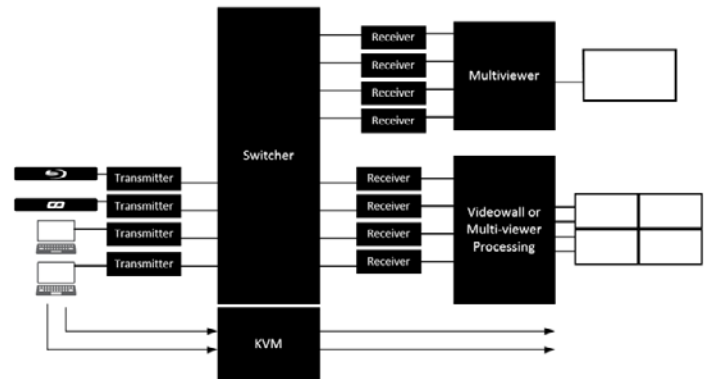 Receiver
Receiver
Receiver
Receiver
Multiviewer
Switcher
Transmitter
Transmitter
Transmitter
Transmitter
Receiver
Receiver
Receiver
Receiver
Videowall or
Multi-viewer
Processing
KVM